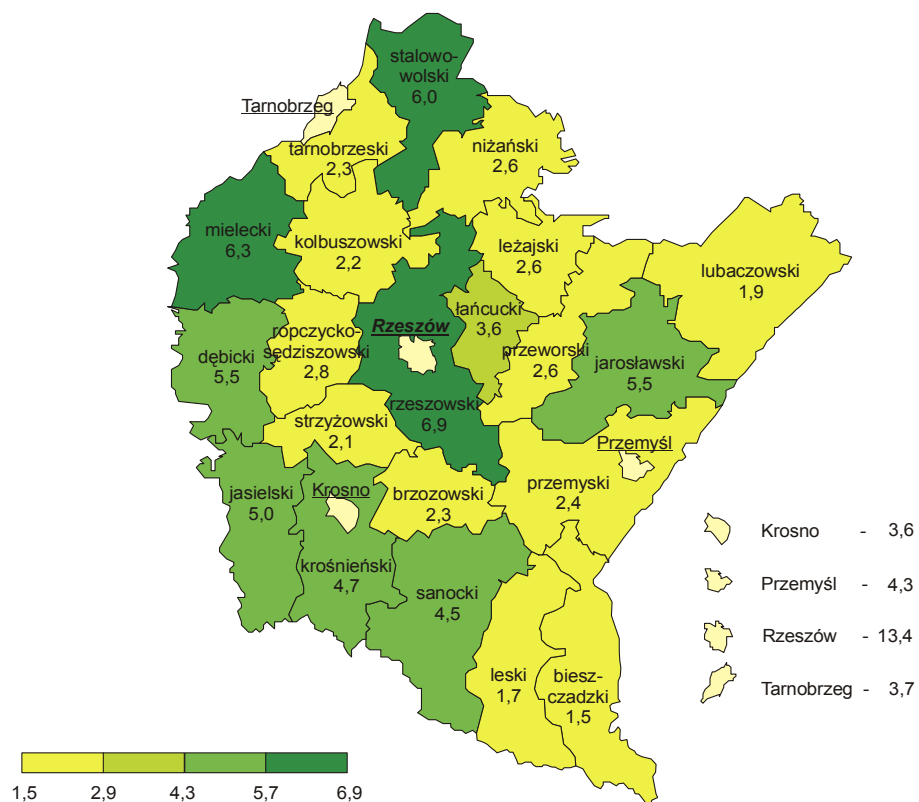 stalowo-
wolski
6,0
Tarnobrzeg
tarnobrzeski
2,3
niżański
2,6
mielecki
6,3
kolbuszowski
2,2
leżajski
2,6
lubaczowski
1,9
ropczycko-
sędziszowski
2,8
Rzeszów
łańcucki
3,6
dębicki
5,5
przeworski
2,6
jarosławski
5,5
rzeszowski
6,9
strzyżowski
2,1
Przemyśl
jasielski
5,0
Krosno
brzozowski
2,3
przemyski
2,4
krośnieński
4,7
sanocki
4,5
leski
1,7
biesz-
czadzki
1,5
Krosno - 3,6
Przemyśl - 4,3
Rzeszów - 13,4
Tarnobrzeg - 3,7
1,5 2,9 4,3 5,7 6,9